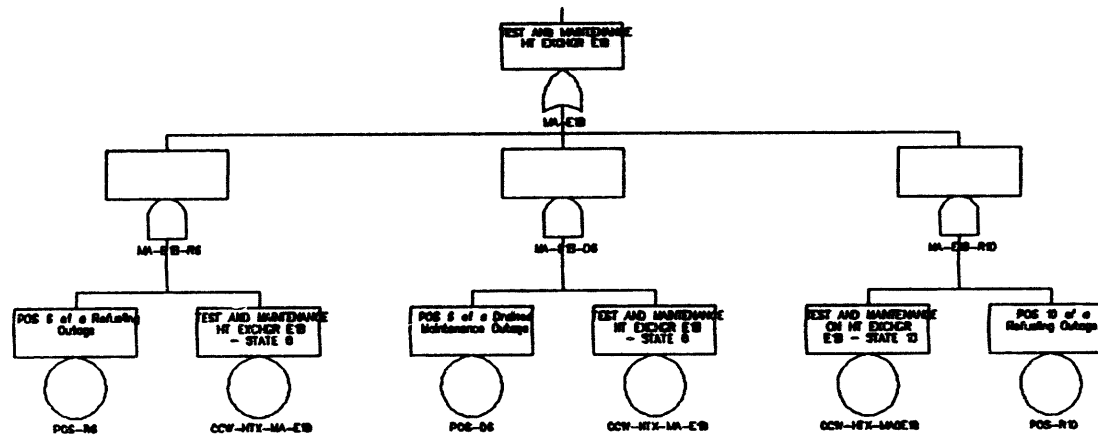 TEST AND MAINTENANCE
HT EXCHGR E1B
MA-E1B
MA-E1B-R6
MA-E1B-D6
MA-E1B-R10
POS 6 of a Refueling
Outage
TEST AND MAINTENANCE
HT EXCHGR E1B
- STATE 6
POS 6 of a Drained
Maintenance Outage
TEST AND MAINTENANCE
HT EXCHGR E1B
- STATE 6
TEST AND MAINTENANCE
ON HT EXCHGR
E1B - STATE 10
POS 10 of a
Refueling Outage
POS-R6
CCW-HTX-MA-E1B
POS-D6
CCW-HTX-MA-E1B
CCW-HTX-MA0E1B
POS-R10